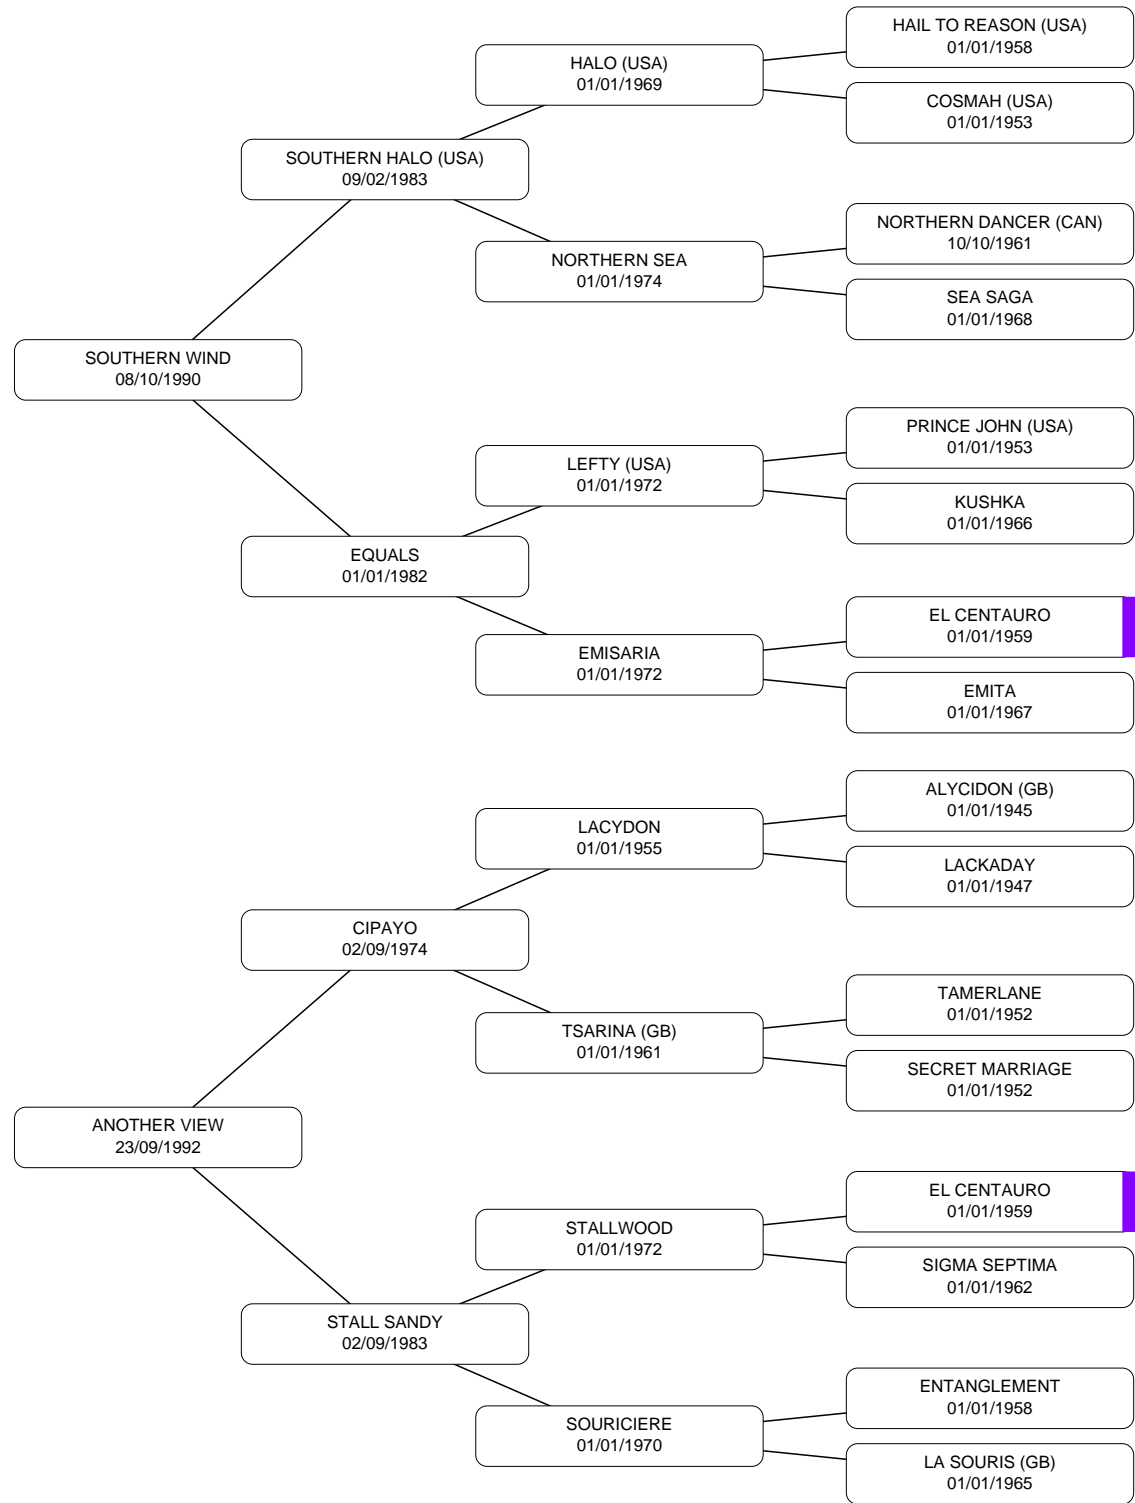 HAIL TO REASON (USA)
01/01/1958
HALO (USA)
01/01/1969
COSMAH (USA)
01/01/1953
SOUTHERN HALO (USA)
09/02/1983
NORTHERN DANCER (CAN)
10/10/1961
NORTHERN SEA
01/01/1974
SEA SAGA
01/01/1968
SOUTHERN WIND
08/10/1990
PRINCE JOHN (USA)
01/01/1953
LEFTY (USA)
01/01/1972
KUSHKA
01/01/1966
EQUALS
01/01/1982
EL CENTAURO
01/01/1959
EMISARIA
01/01/1972
EMITA
01/01/1967
ALYCIDON (GB)
01/01/1945
LACYDON
01/01/1955
LACKADAY
01/01/1947
CIPAYO
02/09/1974
TAMERLANE
01/01/1952
TSARINA (GB)
01/01/1961
SECRET MARRIAGE
01/01/1952
ANOTHER VIEW
23/09/1992
EL CENTAURO
01/01/1959
STALLWOOD
01/01/1972
SIGMA SEPTIMA
01/01/1962
STALL SANDY
02/09/1983
ENTANGLEMENT
01/01/1958
SOURICIERE
01/01/1970
LA SOURIS (GB)
01/01/1965